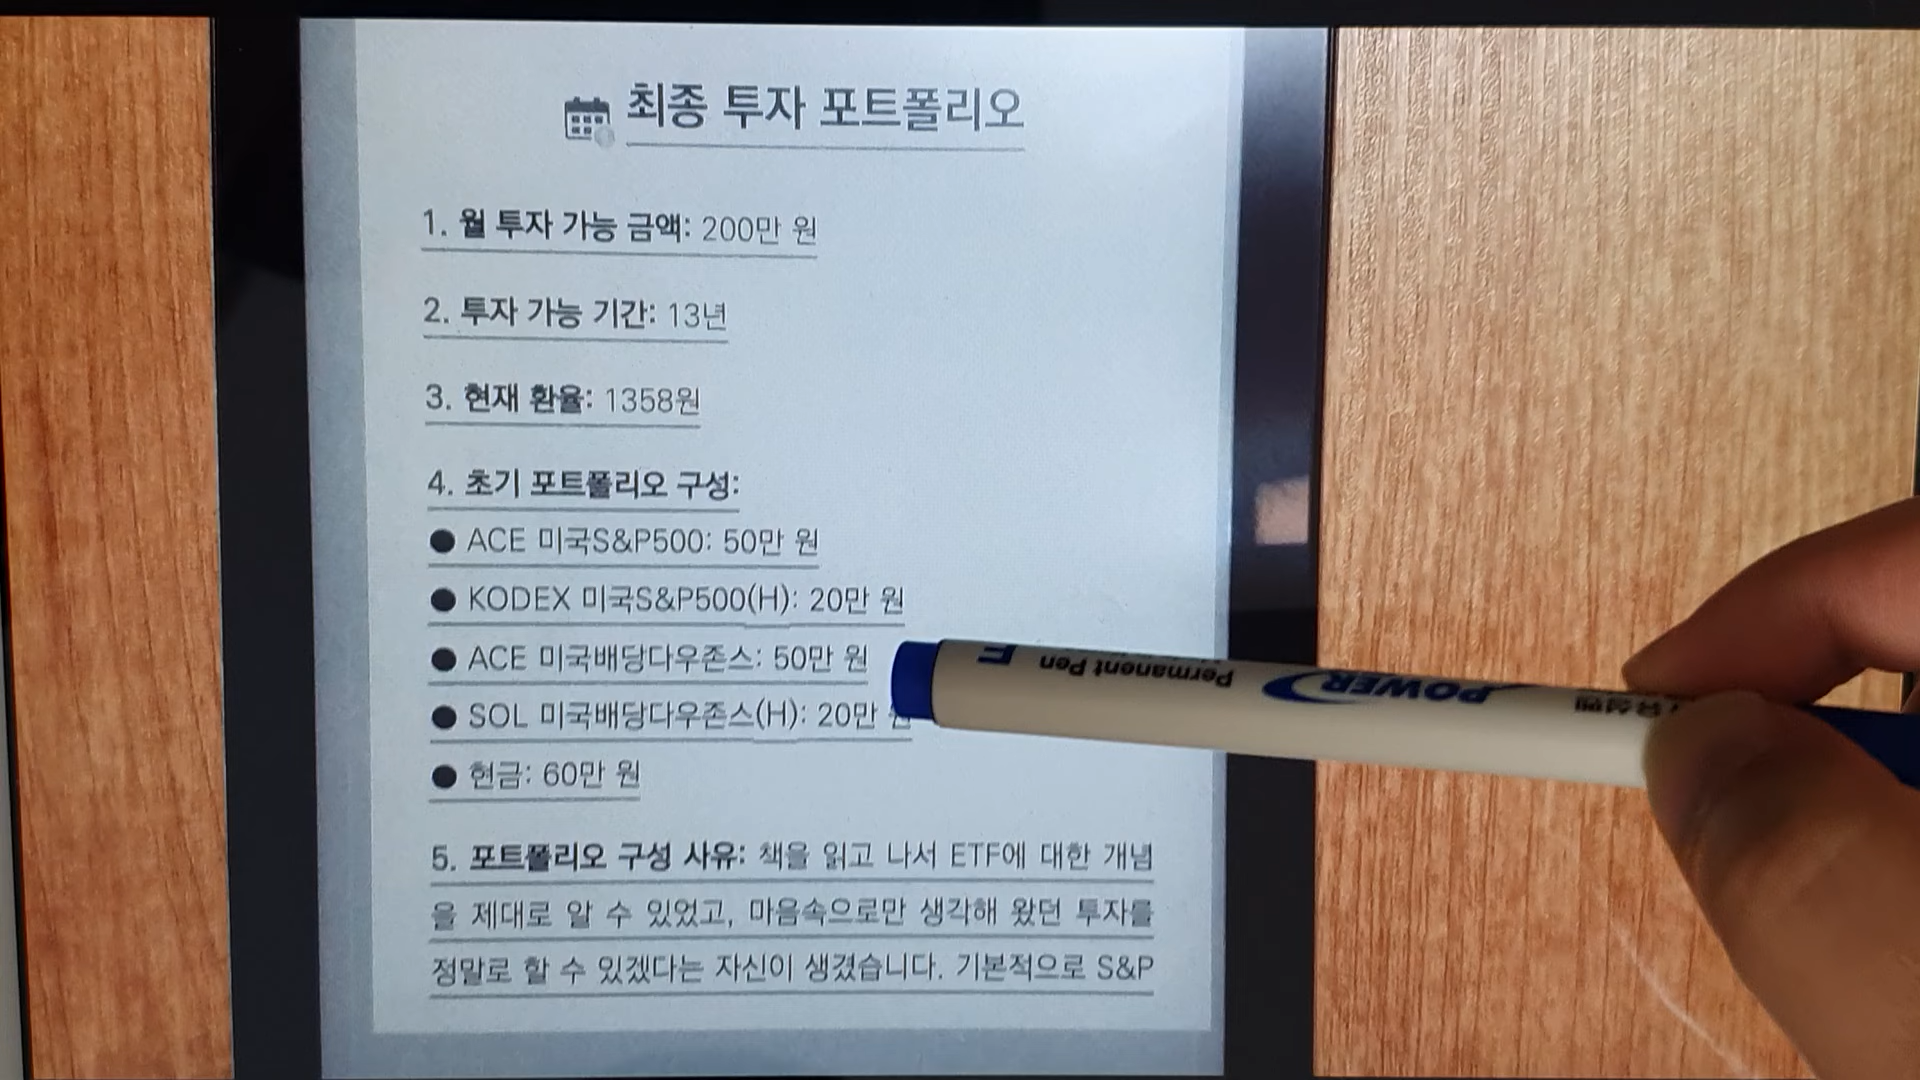 최종 투자 포트폴리오
1. 월 투자 가능 금액: 200만 원
2. 투자 가능 기간: 13년
3. 현재 환율: 1358원
4. 초기 포트폴리오 구성:
● ACE 미국S&P500: 50만 원
● KODEX 미국S&P500(H): 20만 원
● ACE 미국배당다우존스: 50만 원
● SOL 미국배당다우존스(H): 20만 원
● 현금: 60만 원
5. 포트폴리오 구성 사유: 책을 읽고 나서 ETF에 대한 개념
을 제대로 알 수 있었고, 마음속으로만 생각해 왔던 투자를
정말로 할 수 있겠다는 자신이 생겼습니다. 기본적으로 S&P
POWER
Permanent Pen
F